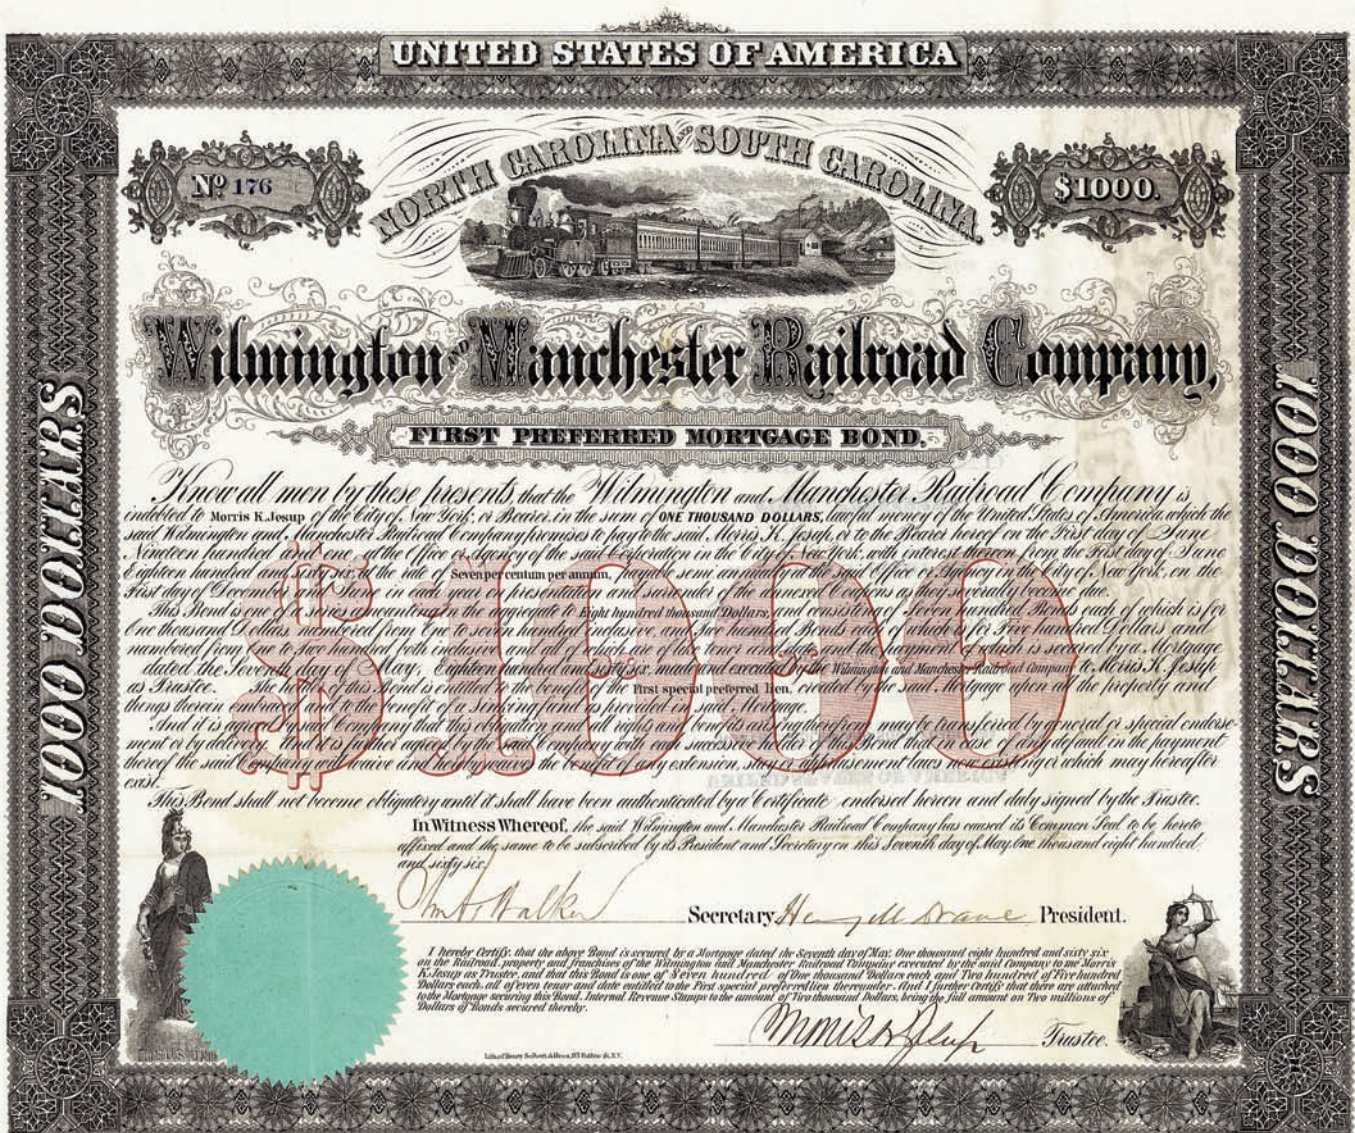 UNITED STATES OF AMERICA
NORTH CAROLINA AND SOUTH CAROLINA.
Nº 176
$1000.
Wilmington AND Manchester Railroad Company,
FIRST PREFERRED MORTGAGE BOND.
1000 DOLLARS
1000 DOLLARS
$1000
Know all men by these presents, that the Wilmington and Manchester Railroad Company is
indebted to Morris K. Jesup of the City of New York, or Bearer, in the sum of ONE THOUSAND DOLLARS, lawful money of the United States of America, which the
said Wilmington and Manchester Railroad Company promises to pay to the said Morris K. Jesup, or to the Bearer hereof on the First day of June
Nineteen hundred and one, at the Office or Agency of the said Corporation in the City of New York, with interest thereon from the First day of June
Eighteen hundred and sixty six, at the rate of Seven per centum per annum, payable semi annually at the said Office or Agency in the City of New York, on the
First day of December and June in each year on presentation and surrender of the annexed Coupons as they severally become due.
This Bond is one of a series amounting in the aggregate to Eight hundred thousand Dollars, and consisting of Seven hundred Bonds each of which is for
One thousand Dollars, numbered from One to seven hundred inclusive, and Two hundred Bonds each of which is for Five hundred Dollars and
numbered from one to Two hundred both inclusive and all of which are of like tenor and date and the payment of which is secured by a Mortgage
dated the Seventh day of May, Eighteen hundred and sixty six made and executed by the Wilmington and Manchester Railroad Company to Morris K. Jesup
as Trustee. The holder of this Bond is entitled to the benefit of the First special preferred lien, created by the said Mortgage upon all the property and
things therein embraced and to the benefit of a Sinking fund as provided in said Mortgage.
And it is agreed by said Company that this obligation and all rights and benefits arising therefrom may be transferred by general or special endorse-
ment or by delivery. And it is further agreed by the said Company with each successive holder of this Bond that in case of any default in the payment
thereof the said Company will waive and hereby waives the benefit of any extension, stay or appraisement laws now existing or which may hereafter
exist.
This Bond shall not become obligatory until it shall have been authenticated by a Certificate endorsed hereon and duly signed by the Trustee.
In Witness Whereof, the said Wilmington and Manchester Railroad Company has caused its Common Seal to be hereto
affixed and the same to be subscribed by its President and Secretary on this Seventh day of May One thousand eight hundred
and sixty six.
Wm A Walker Secretary. Henry M Drane President.
I hereby Certify, that the above Bond is secured by a Mortgage dated the Seventh day of May, One thousand eight hundred and sixty six
on the Railroad, property and franchises of the Wilmington and Manchester Railroad Company executed by the said Company to me Morris
K. Jesup as Trustee, and that this Bond is one of Seven hundred of One thousand Dollars each and Two hundred of Five hundred
Dollars each, all of even tenor and date entitled to the First special preferred lien thereunder. And I further Certify that there are attached
to the Mortgage securing this Bond, Internal Revenue Stamps to the amount of Two thousand Dollars, being the full amount on Two millions of
Dollars of Bonds secured thereby.
Morris K Jesup Trustee.